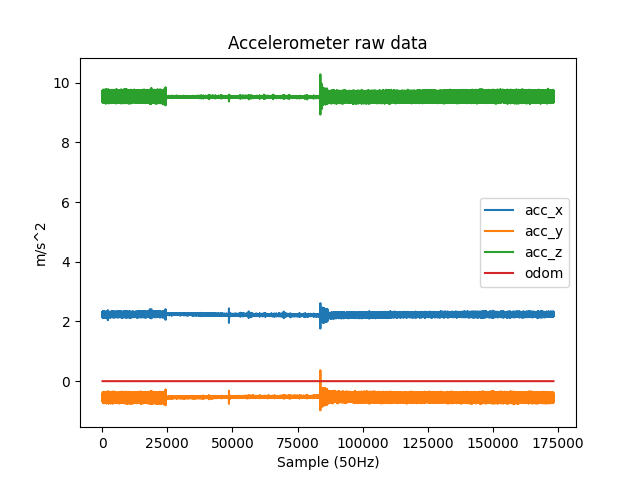 Accelerometer raw data
m/s^2
10
8
6
4
2
0
acc_x
acc_y
acc_z
odom
0 25000 50000 75000 100000 125000 150000 175000
Sample (50Hz)